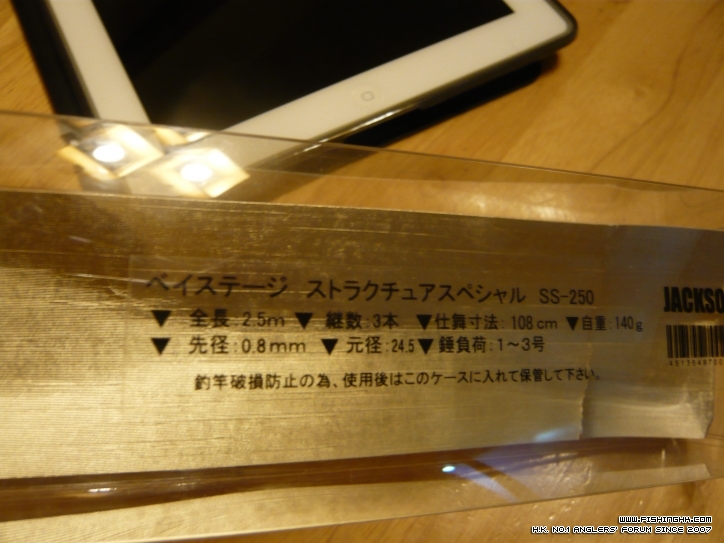 ベイステージ ストラクチュアスペシャル SS-250
▼ 全長:2.5m ▼ 継数:3本 ▼仕舞寸法:108cm ▼自重:140g
▼ 先径:0.8mm ▼ 元径:24.5 ▼錘負荷:1〜3号
釣竿破損防止の為、使用後はこのケースに入れて保管して下さい。
JACKSO
WWW.FISHINGHK.COM
H.K. NO.1 ANGLERS' FORUM SINCE 2007